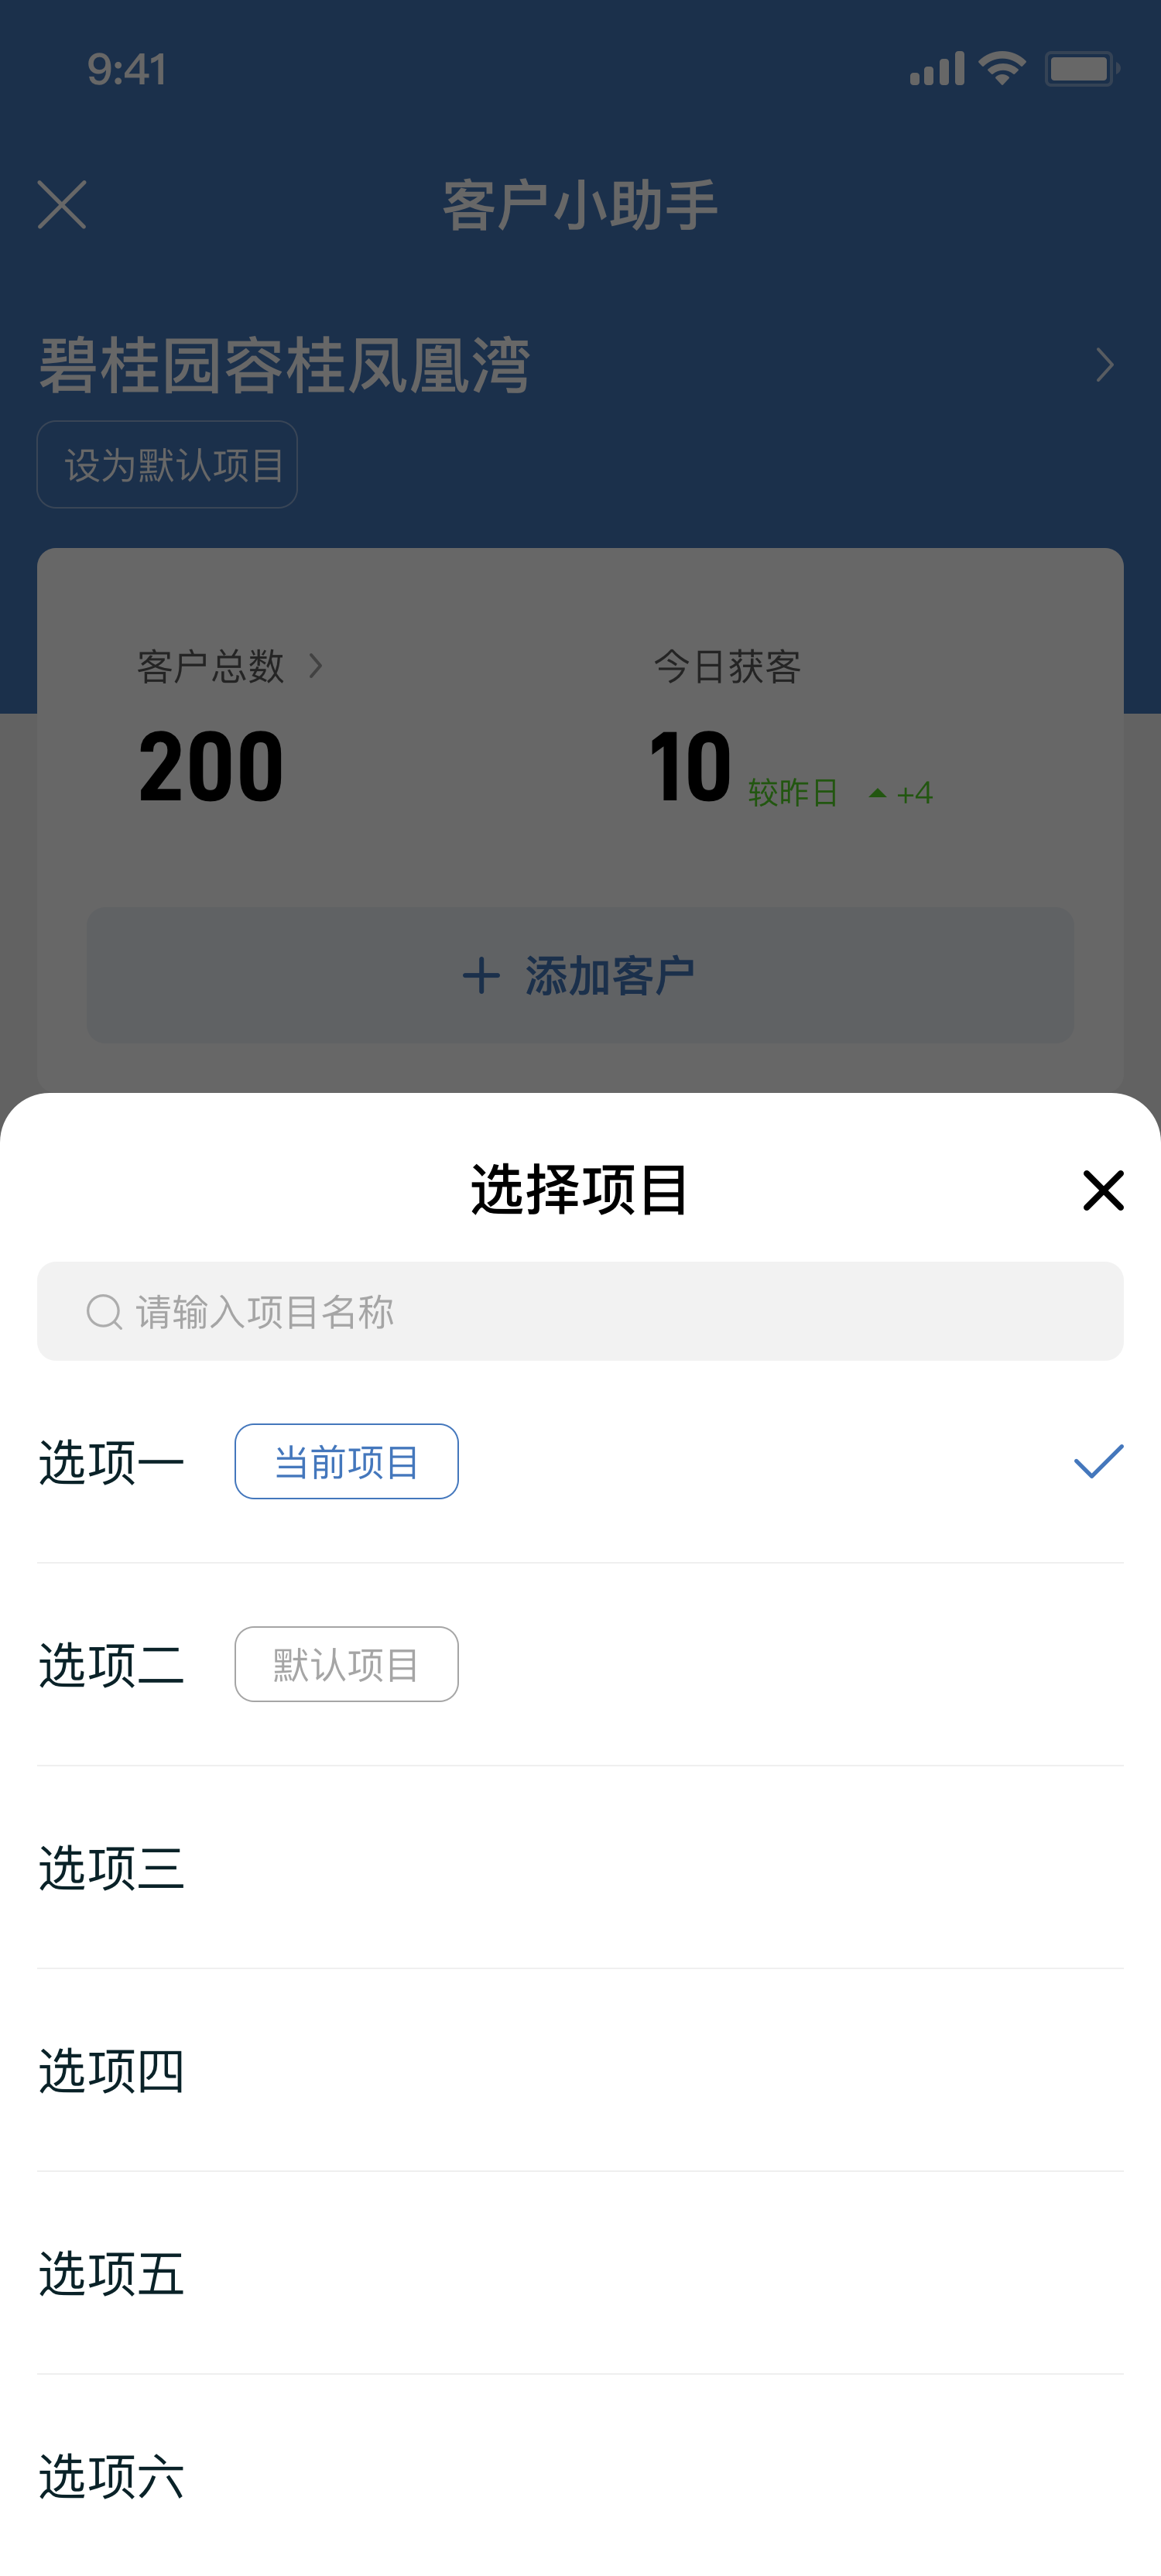 9:41
客户小助手
碧桂园容桂凤凰湾
设为默认项目
客户总数 今日获客
200 10 较昨日 +4
添加客户
选择项目
请输入项目名称
选项一 当前项目
选项二 默认项目
选项三
选项四
选项五
选项六